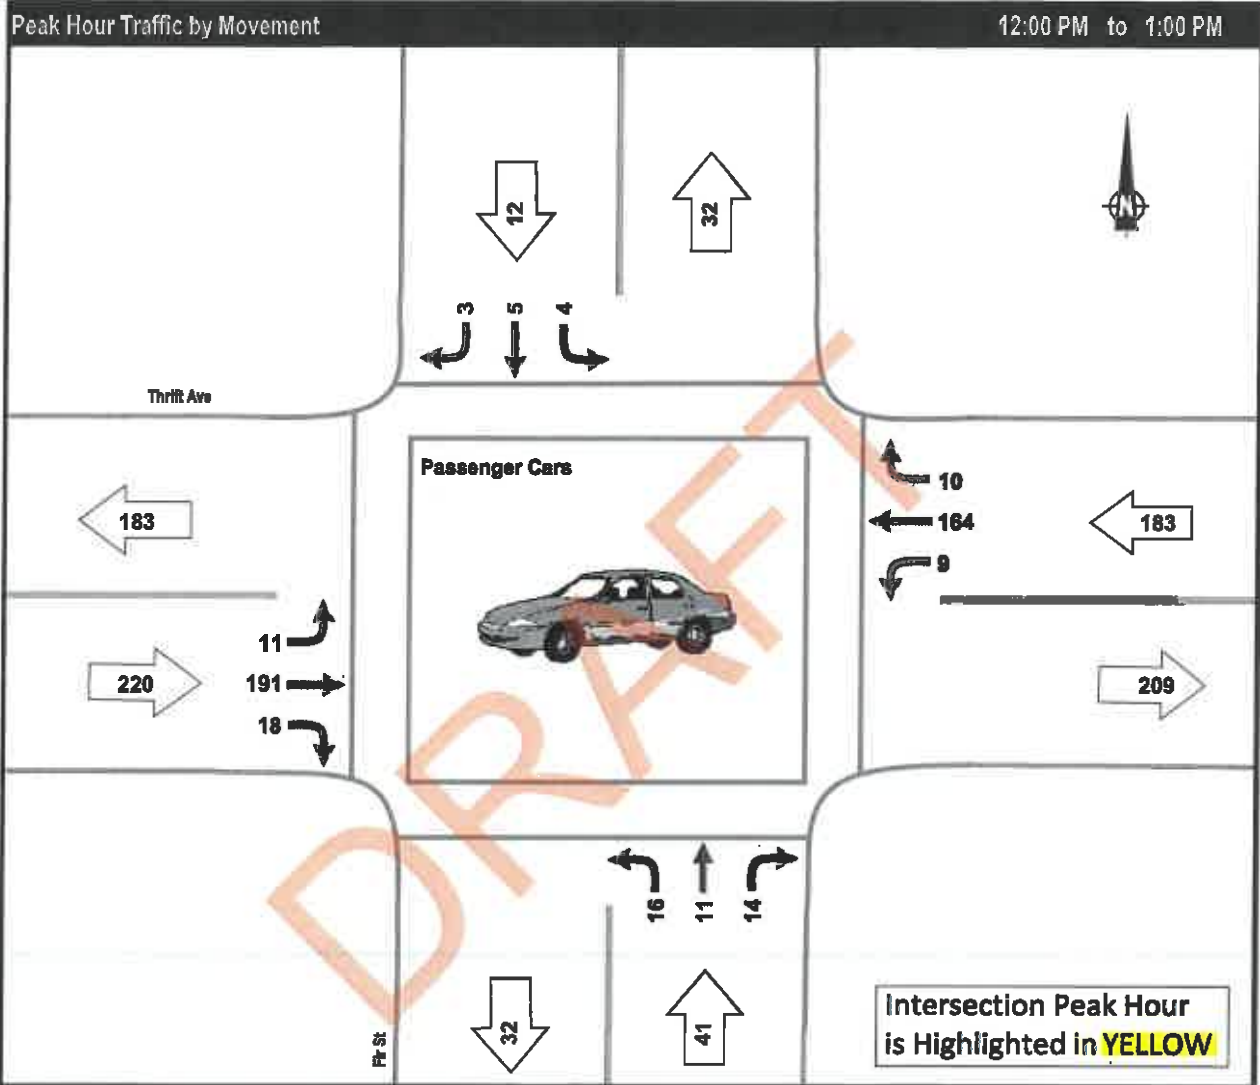 Peak Hour Traffic by Movement 12:00 PM to 1:00 PM
12
32
3 5 4
Thrift Ave
Passenger Cars
10
183
164
183
9
11
220
191
209
18
16 11 14
32
41
Fir St
Intersection Peak Hour
is Highlighted in YELLOW
DRAFT
N